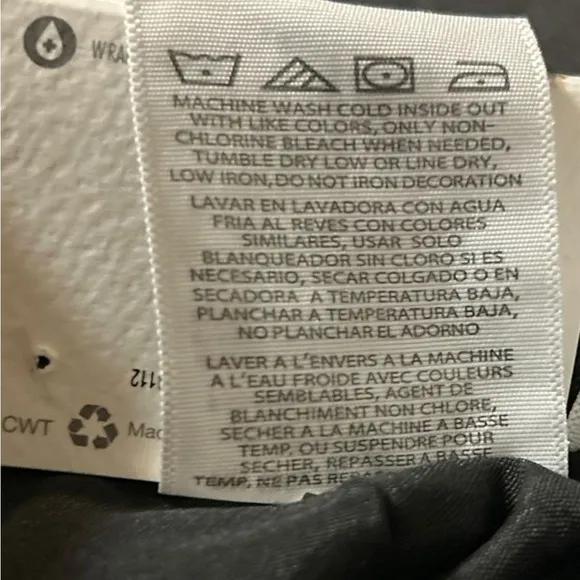 WRA
MACHINE WASH COLD INSIDE OUT
WITH LIKE COLORS, ONLY NON-
CHLORINE BLEACH WHEN NEEDED,
TUMBLE DRY LOW OR LINE DRY,
LOW IRON, DO NOT IRON DECORATION
LAVAR EN LAVADORA CON AGUA
FRIA AL REVES CON COLORES
SIMILARES, USAR SOLO
BLANQUEADOR SIN CLORO SI ES
NECESARIO, SECAR COLGADO O EN
SECADORA A TEMPERATURA BAJA,
PLANCHAR A TEMPERATURA BAJA,
NO PLANCHAR EL ADORNO
LAVER A L'ENVERS A LA MACHINE
A L'EAU FROIDE AVEC COULEURS
SEMBLABLES, AGENT DE
BLANCHIMENT NON CHLORE,
SECHER A LA MACHINE A BASSE
TEMP. OU SUSPENDRE POUR
SECHER, REPASSER A BASSE
TEMP, NE PAS REPAS
112
CWT
Mad